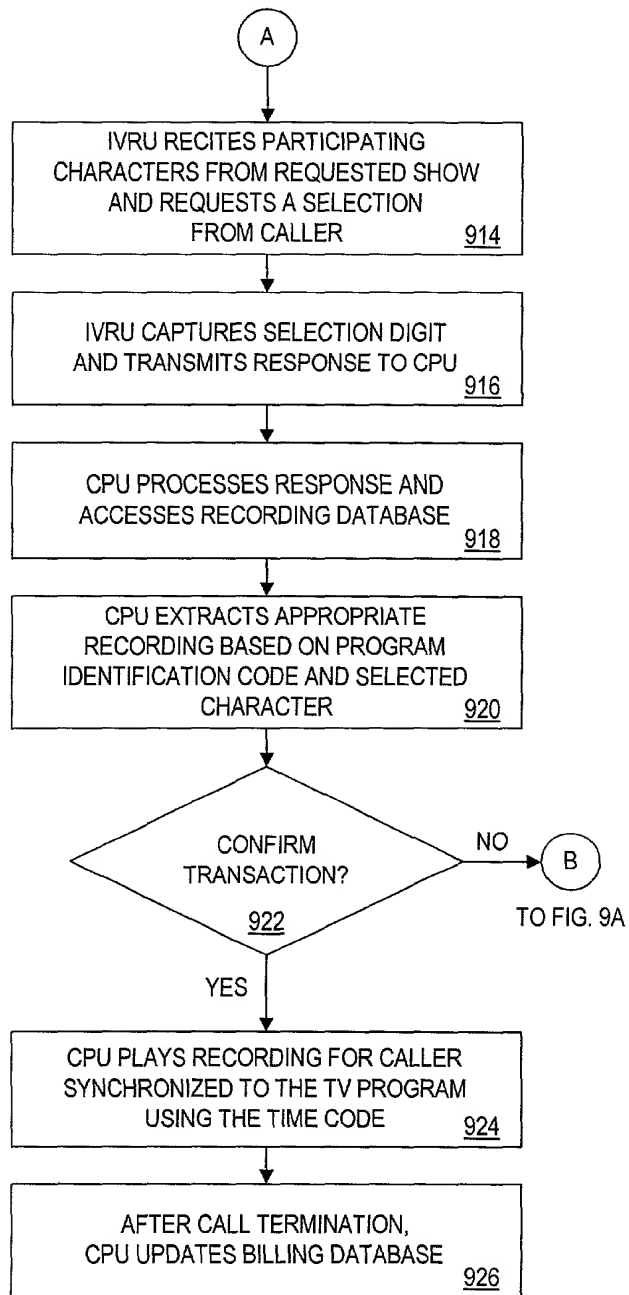 A
IVRU RECITES PARTICIPATING
CHARACTERS FROM REQUESTED SHOW
AND REQUESTS A SELECTION
FROM CALLER
914
IVRU CAPTURES SELECTION DIGIT
AND TRANSMITS RESPONSE TO CPU
916
CPU PROCESSES RESPONSE AND
ACCESSES RECORDING DATABASE
918
CPU EXTRACTS APPROPRIATE
RECORDING BASED ON PROGRAM
IDENTIFICATION CODE AND SELECTED
CHARACTER
920
CONFIRM
TRANSACTION?
922
NO
B
TO FIG. 9A
YES
CPU PLAYS RECORDING FOR CALLER
SYNCHRONIZED TO THE TV PROGRAM
USING THE TIME CODE
924
AFTER CALL TERMINATION,
CPU UPDATES BILLING DATABASE
926